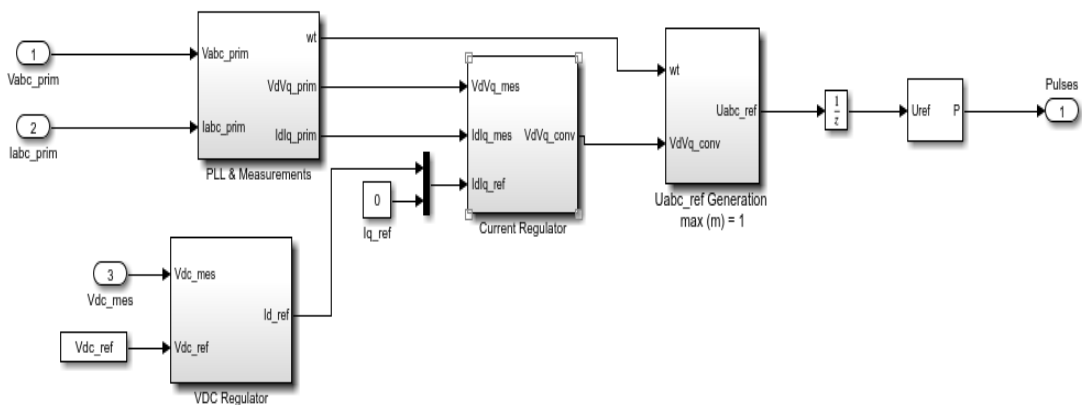 1
Vabc_prim
2
Iabc_prim
Vabc_prim
Iabc_prim
wt
VdVq_prim
IdIq_prim
PLL & Measurements
0
Iq_ref
VdVq_mes
IdIq_mes
IdIq_ref
VdVq_conv
Current Regulator
wt
VdVq_conv
Uabc_ref
Uabc_ref Generation
max (m) = 1
1
z
Uref
P
Pulses
1
3
Vdc_mes
Vdc_ref
Vdc_mes
Vdc_ref
Id_ref
VDC Regulator